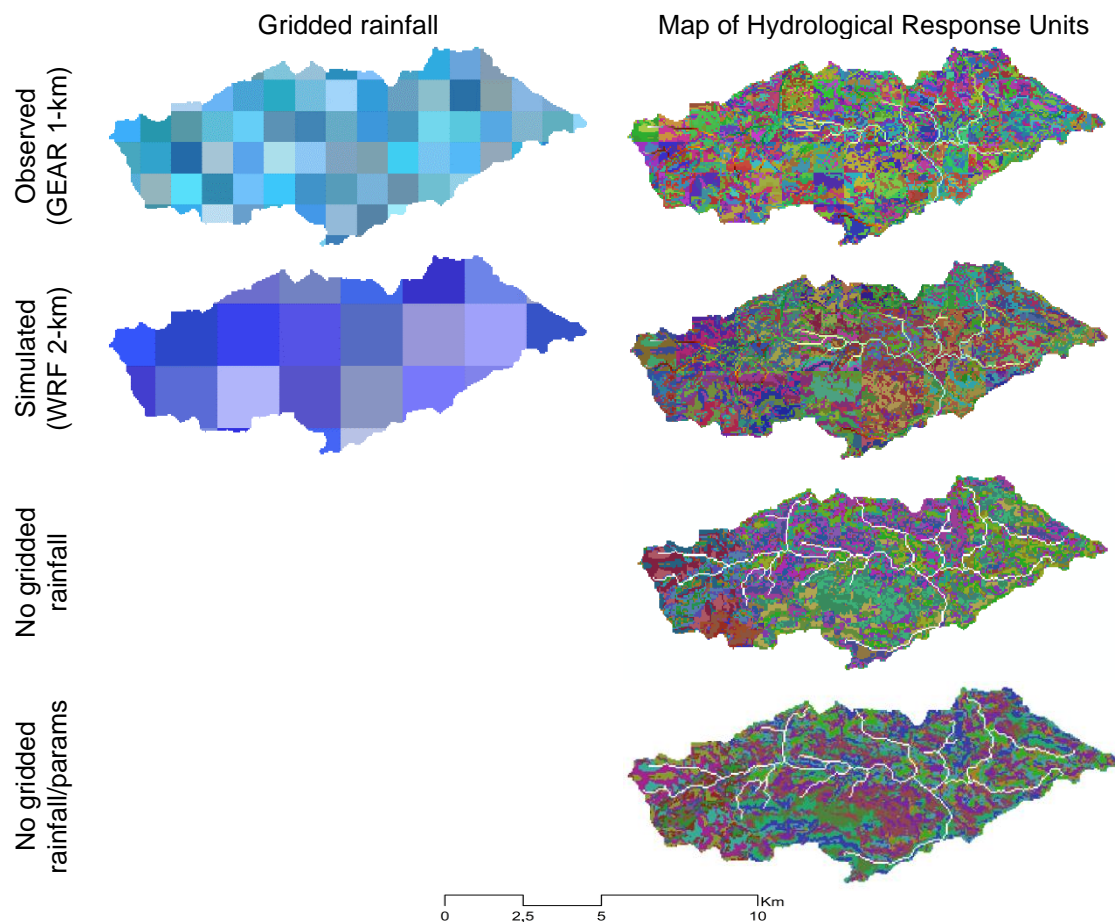 Gridded rainfall
Map of Hydrological Response Units
Observed
(GEAR 1-km)
Simulated
(WRF 2-km)
No gridded
rainfall
No gridded
rainfall/params
Km
0 2,5 5 10